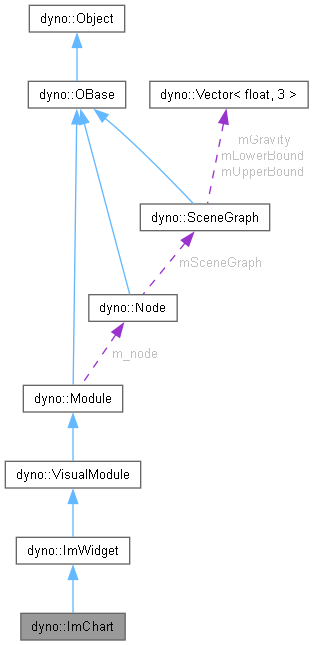 dyno::Object
dyno::OBase
dyno::Vector< float, 3 >
mGravity
mLowerBound
mUpperBound
dyno::SceneGraph
mSceneGraph
dyno::Node
m_node
dyno::Module
dyno::VisualModule
dyno::ImWidget
dyno::ImChart